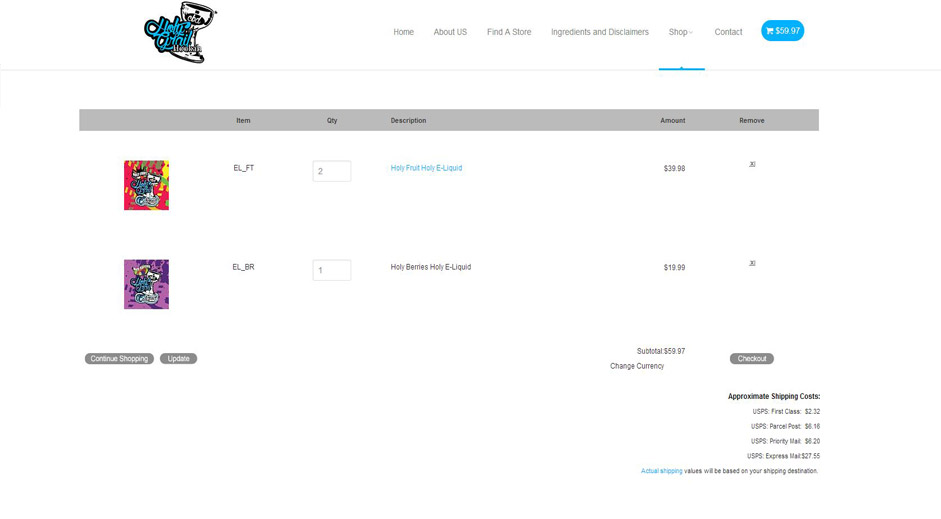 cbd
Holy
Grail
Home About US Find A Store Ingredients and Disclaimers Shop Contact $59.97
Item Qty Description Amount Remove
EL_FT 2 Holy Fruit Holy E-Liquid $39.98
EL_BR 1 Holy Berries Holy E-Liquid $19.99
Subtotal:$59.97
Continue Shopping Update Checkout
Change Currency
Approximate Shipping Costs:
USPS: First Class: $2.32
USPS: Parcel Post: $6.16
USPS: Priority Mail: $6.20
USPS: Express Mail:$27.55
Actual shipping values will be based on your shipping destination.